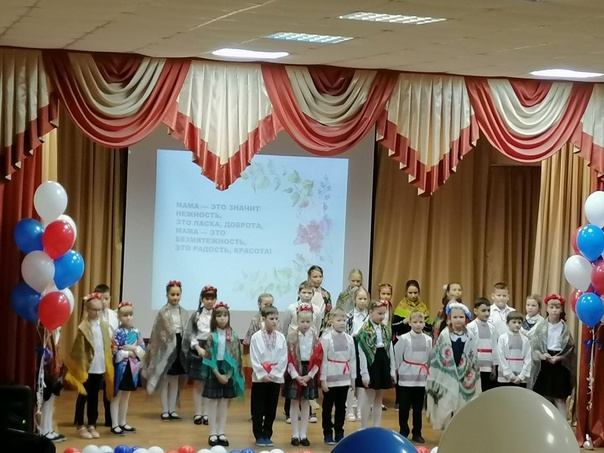 МАМА — ЭТО ЗНАЧИТ
НЕЖНОСТЬ,
ЭТО ЛАСКА, ДОБРОТА,
МАМА — ЭТО
БЕЗМЯТЕЖНОСТЬ,
ЭТО РАДОСТЬ, КРАСОТА!